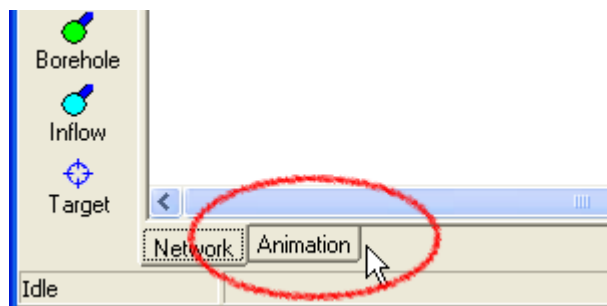 Borehole
Inflow
Target
Network Animation
Idle